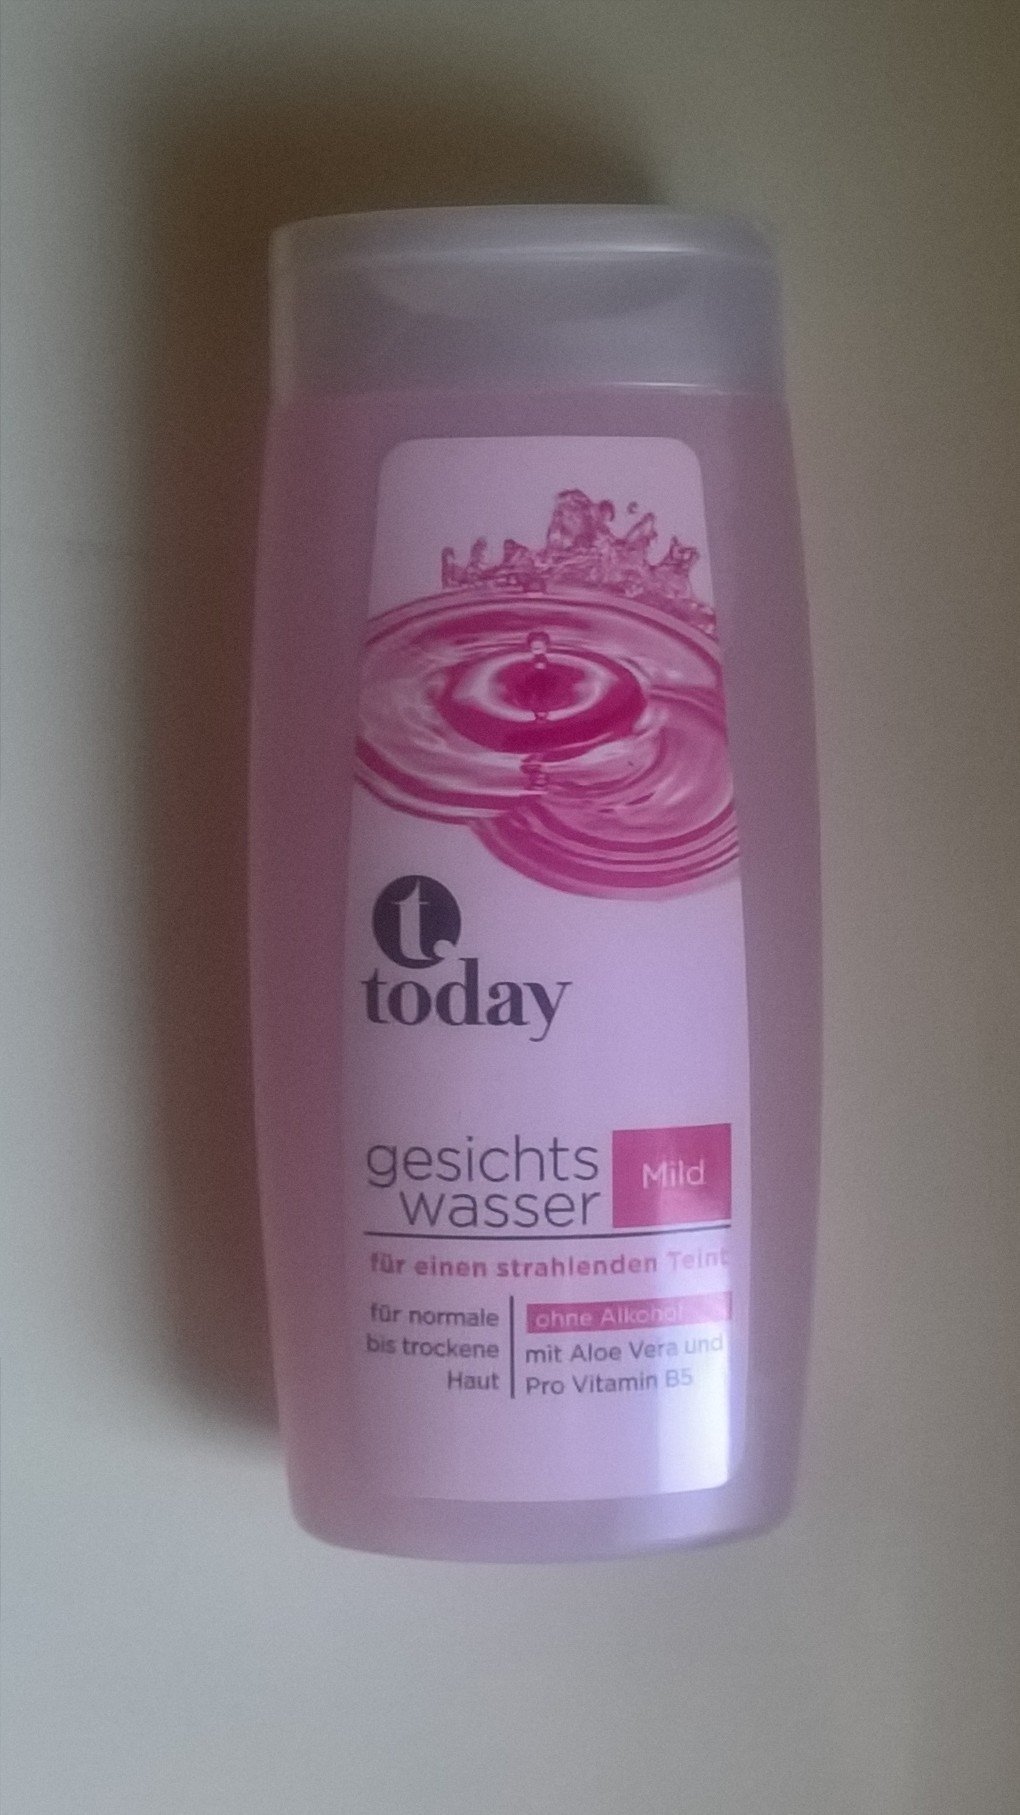 t.
today
gesichts
wasser
Mild
für einen strahlenden Teint
für normale
bis trockene
Haut
ohne Alkohol
mit Aloe Vera und
Pro Vitamin B5